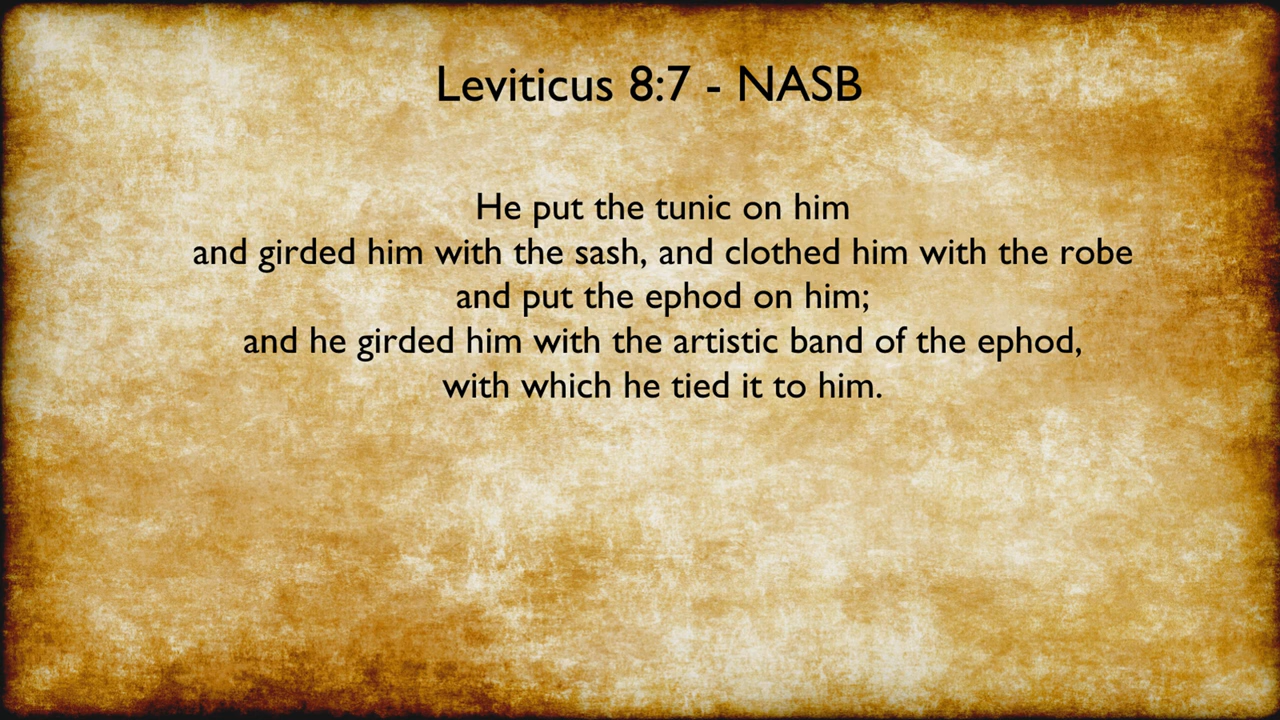 Leviticus 8:7 - NASB
He put the tunic on him
and girded him with the sash, and clothed him with the robe
and put the ephod on him;
and he girded him with the artistic band of the ephod,
with which he tied it to him.